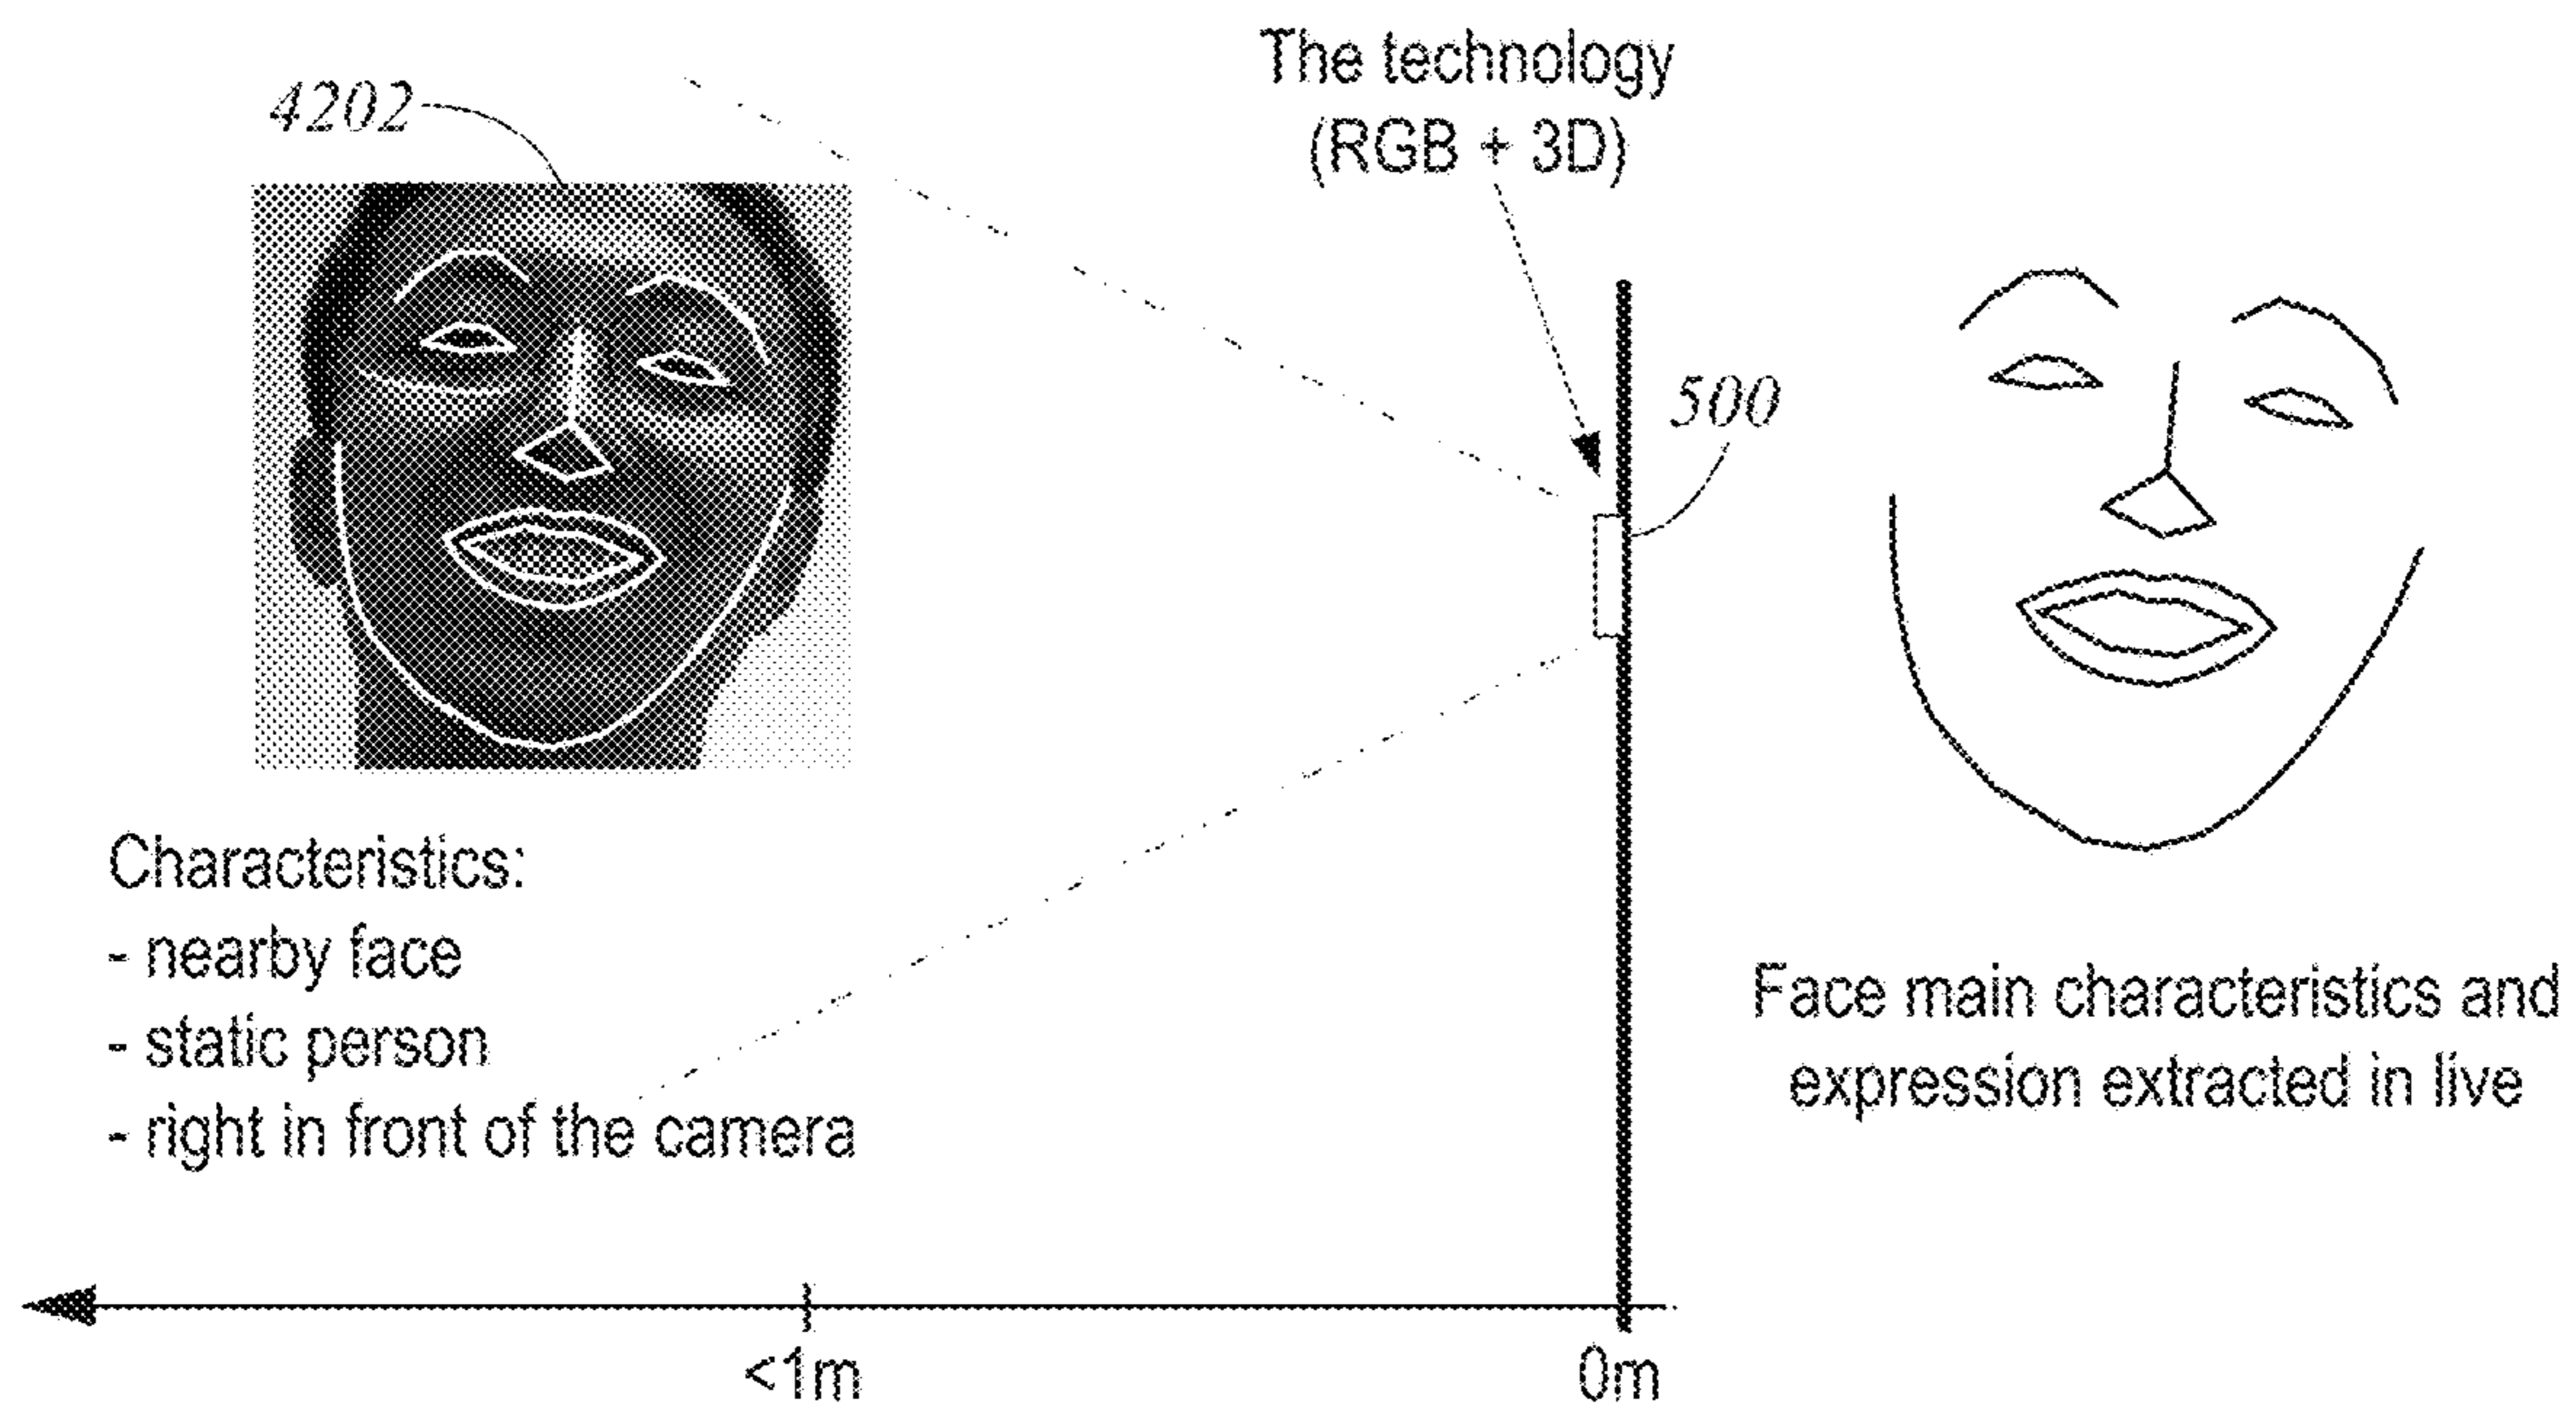 The technology
(RGB + 3D)
4202
500
Characteristics:
- nearby face
- static person
- right in front of the camera
Face main characteristics and
expression extracted in live
<1m
0m